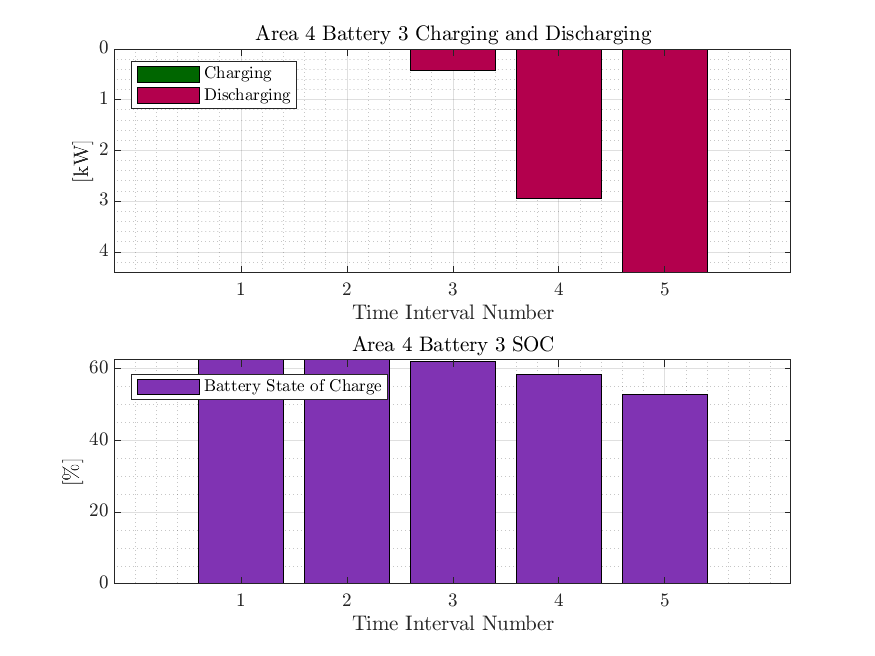 Area 4 Battery 3 Charging and Discharging
0
1
2
3
4
[kW]
Charging
Discharging
1 2 3 4 5
Time Interval Number
Area 4 Battery 3 SOC
60
40
20
0
[%]
Battery State of Charge
1 2 3 4 5
Time Interval Number